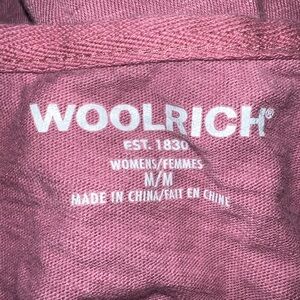 WOOLRICH®
EST. 1830
WOMENS/FEMMES
M/M
MADE IN CHINA/FAIT EN CHINE